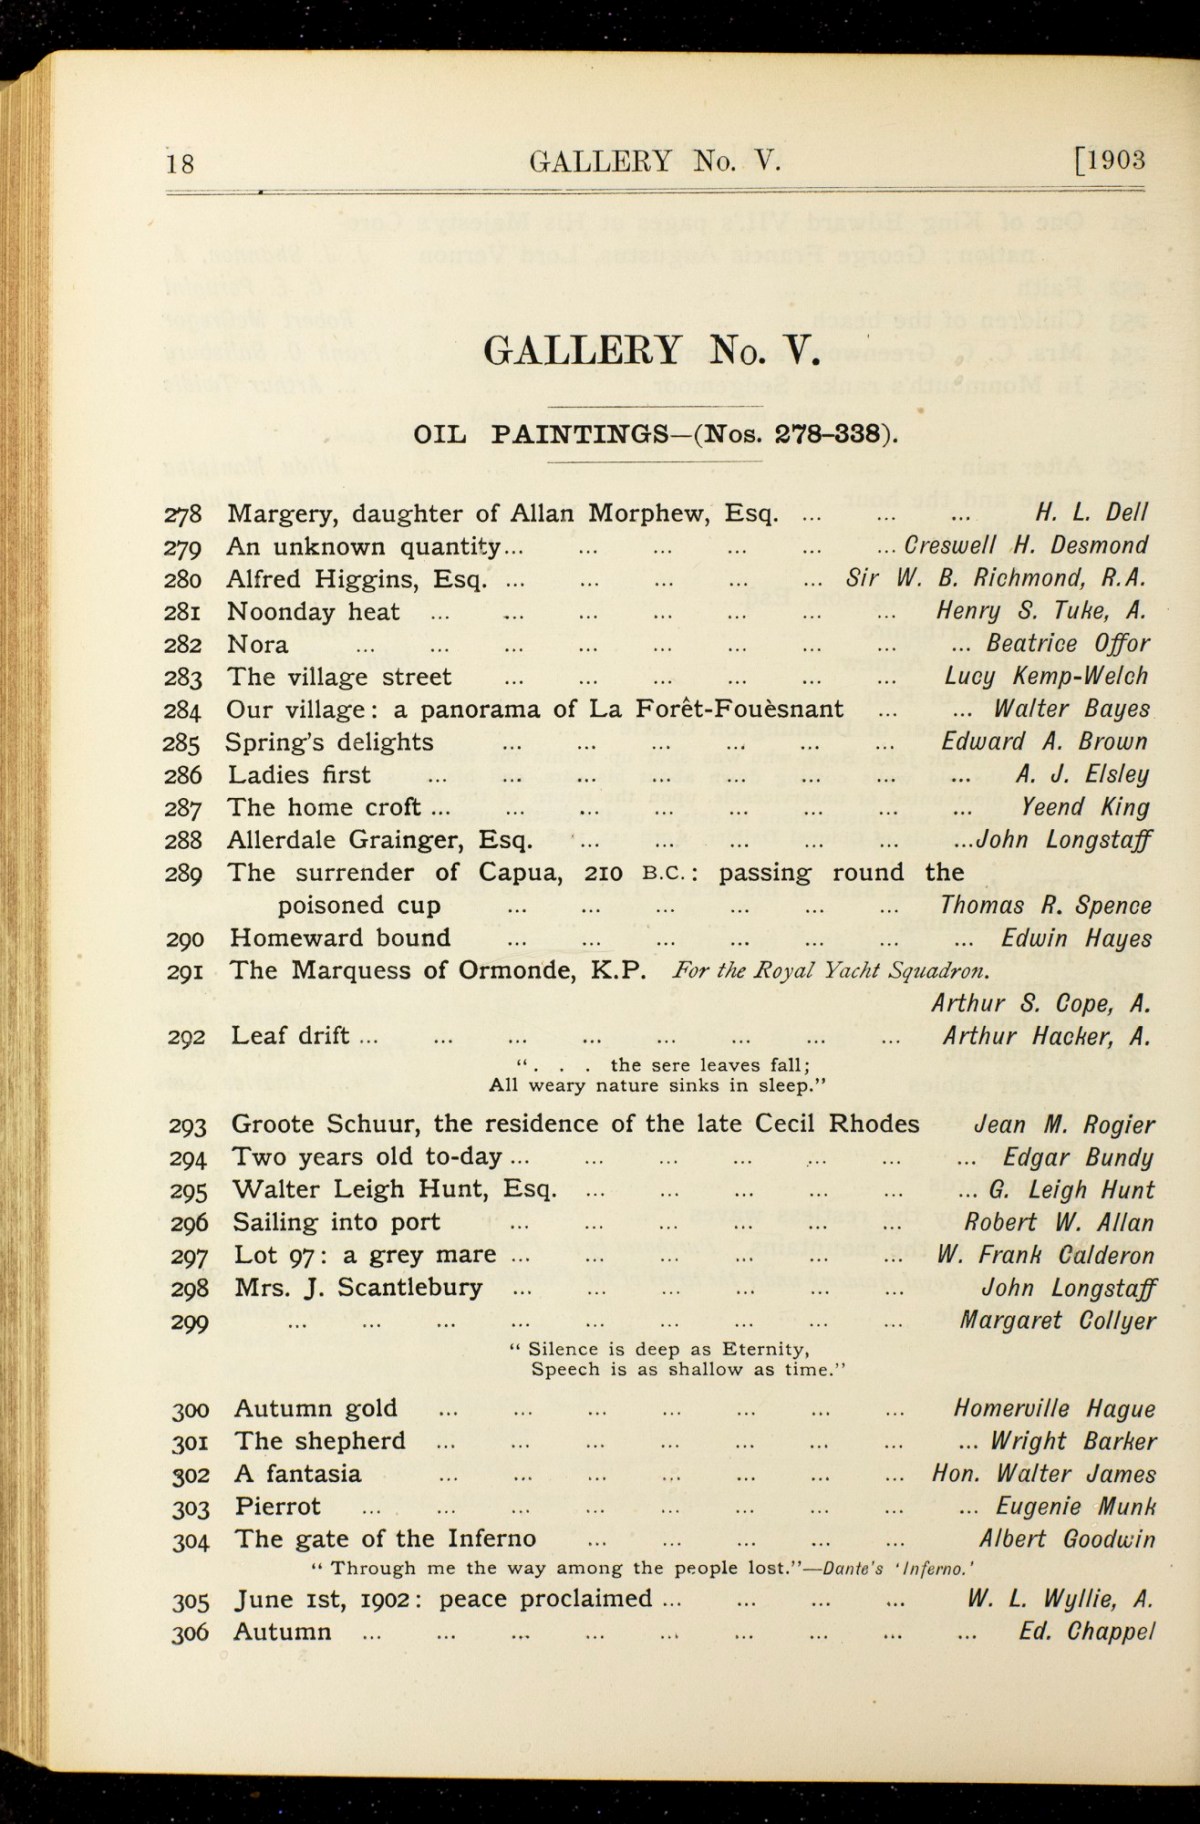 18 GALLERY No. V. [1903
GALLERY No. V.
OIL PAINTINGS—(Nos. 278–338).
278 Margery, daughter of Allan Morphew, Esq. ... ... ... H. L. Dell
279 An unknown quantity... ... ... ... ... ... Creswell H. Desmond
280 Alfred Higgins, Esq. ... ... ... ... ... Sir W. B. Richmond, R.A.
281 Noonday heat ... ... ... ... ... ... ... Henry S. Tuke, A.
282 Nora ... ... ... ... ... ... ... ... ... Beatrice Offor
283 The village street ... ... ... ... ... ... Lucy Kemp-Welch
284 Our village: a panorama of La Forêt-Fouèsnant ... ... Walter Bayes
285 Spring's delights ... ... ... ... ... ... Edward A. Brown
286 Ladies first ... ... ... ... ... ... ... ... A. J. Elsley
287 The home croft ... ... ... ... ... ... ... ... Yeend King
288 Allerdale Grainger, Esq. ... ... ... ... ... ...John Longstaff
289 The surrender of Capua, 210 B.C.: passing round the
poisoned cup ... ... ... ... ... ... Thomas R. Spence
290 Homeward bound ... ... ... ... ... ... ... Edwin Hayes
291 The Marquess of Ormonde, K.P. For the Royal Yacht Squadron.
Arthur S. Cope, A.
292 Leaf drift ... ... ... ... ... ... ... ... Arthur Hacker, A.
". . . the sere leaves fall;
All weary nature sinks in sleep."
293 Groote Schuur, the residence of the late Cecil Rhodes Jean M. Rogier
294 Two years old to-day ... ... ... ... ... ... ... Edgar Bundy
295 Walter Leigh Hunt, Esq. ... ... ... ... ... ... G. Leigh Hunt
296 Sailing into port ... ... ... ... ... ... Robert W. Allan
297 Lot 97: a grey mare ... ... ... ... ... ... W. Frank Calderon
298 Mrs. J. Scantlebury ... ... ... ... ... ... John Longstaff
299 ... ... ... ... ... ... ... ... ... Margaret Collyer
" Silence is deep as Eternity,
Speech is as shallow as time."
300 Autumn gold ... ... ... ... ... ... ... Homerville Hague
301 The shepherd ... ... ... ... ... ... ... ... Wright Barker
302 A fantasia ... ... ... ... ... ... ... Hon. Walter James
303 Pierrot ... ... ... ... ... ... ... ... ... Eugenie Munk
304 The gate of the Inferno ... ... ... ... ... Albert Goodwin
" Through me the way among the people lost."—Dante's 'Inferno.'
305 June 1st, 1902: peace proclaimed ... ... ... ... W. L. Wyllie, A.
306 Autumn ... ... ... ... ... ... ... ... ... Ed. Chappel